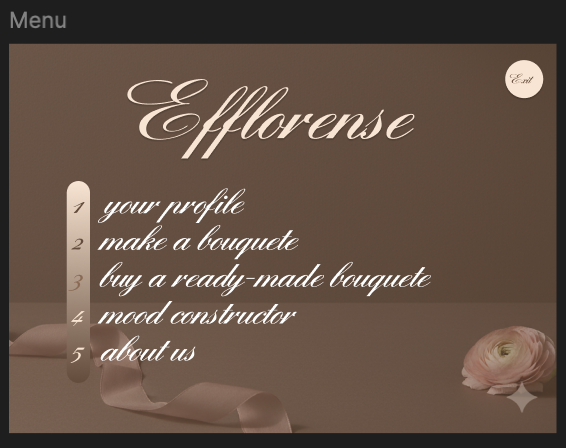 Menu
Efflorense
Exit
1 your profile
2 make a bouquete
3 buy a ready-made bouquete
4 mood constructor
5 about us